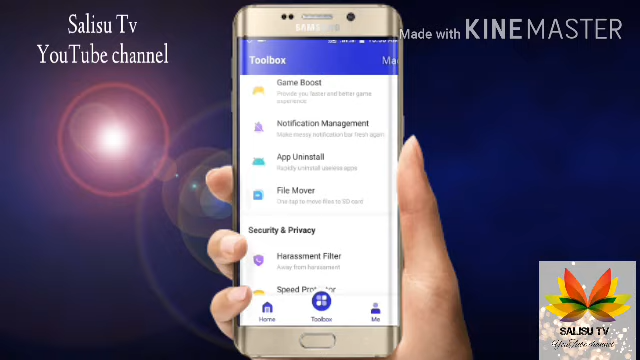 Salisu Tv
YouTube channel
Made with KINEMASTER
SAMSUNG
Toolbox
Game Boost
Provide you faster and better game
experience
Notification Management
Make messy notification bar fresh again
App Uninstall
Rapidly uninstall useless apps
File Mover
One-tap to move files to SD card
Security & Privacy
Harassment Filter
Away from harassment
Speed
Home
Toolbox
Me
SALISU TV
YouTube channel